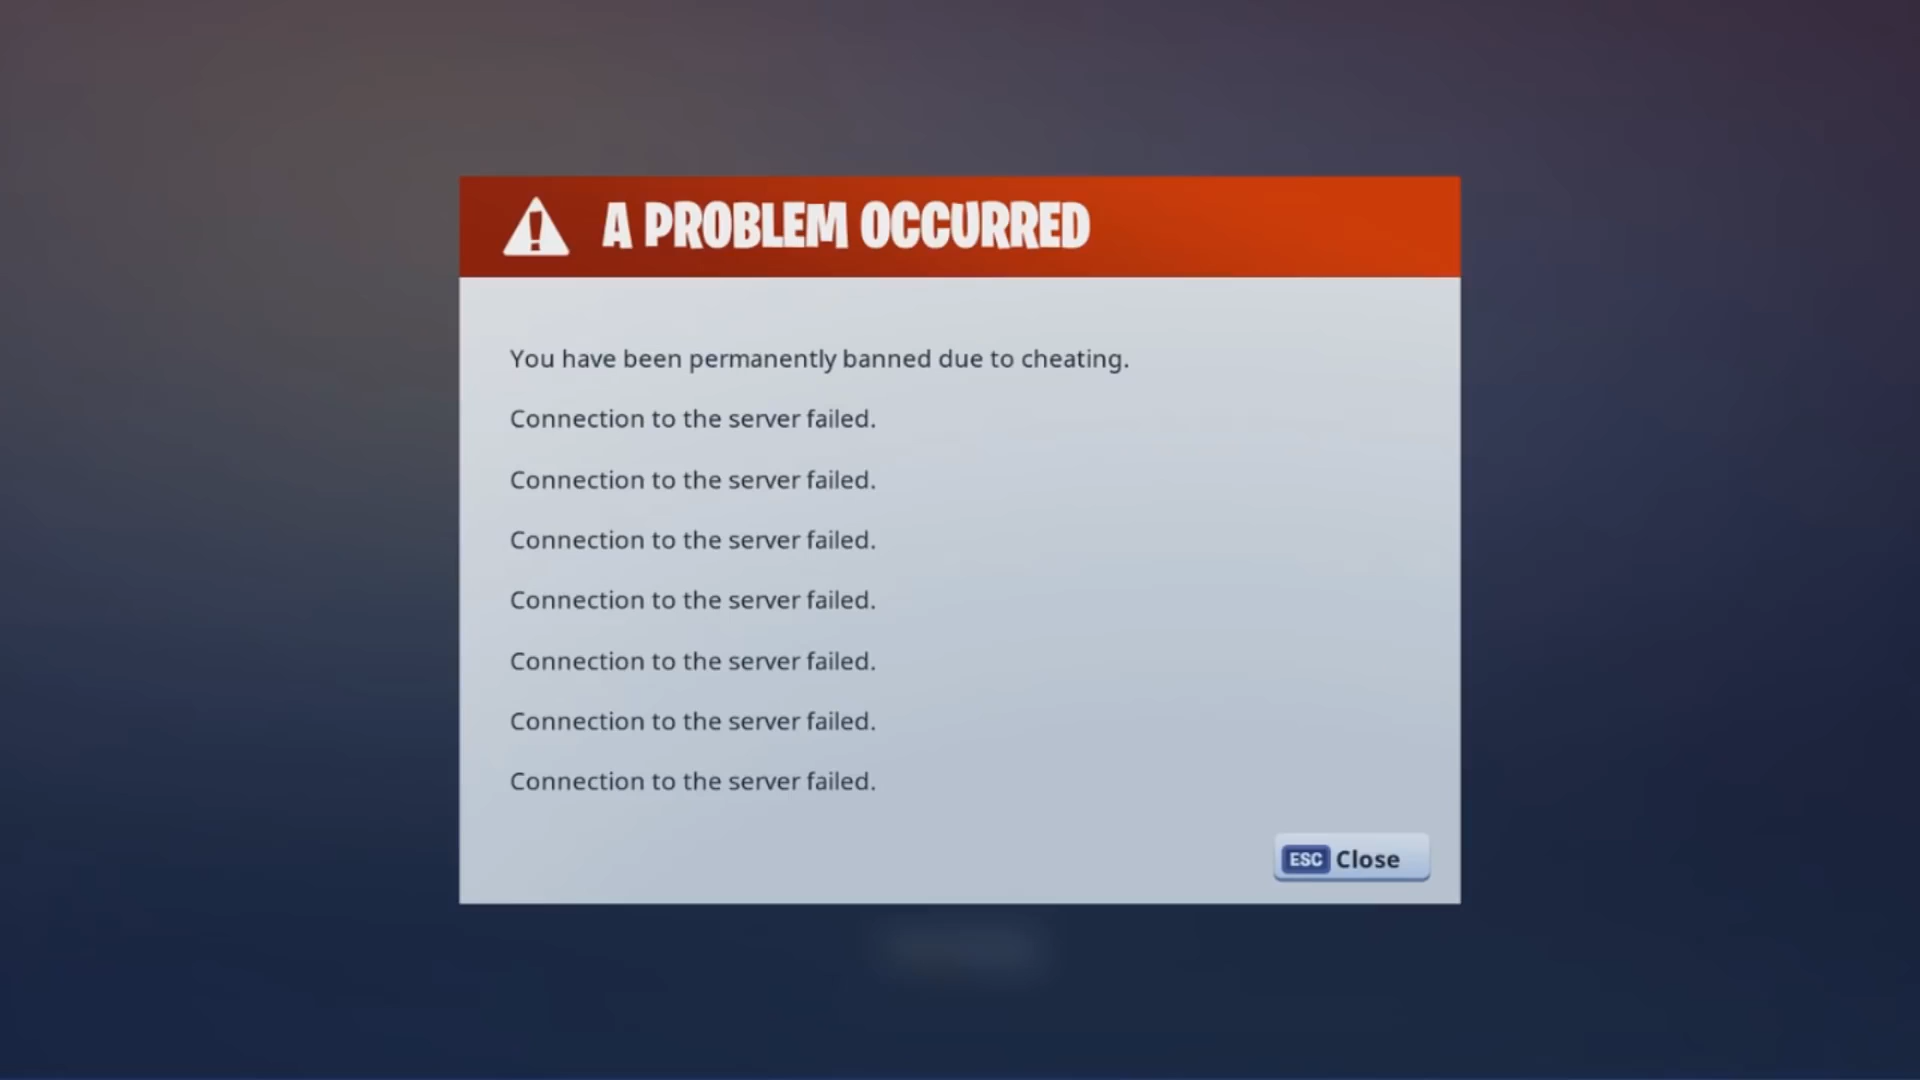 A PROBLEM OCCURRED
You have been permanently banned due to cheating.
Connection to the server failed.
Connection to the server failed.
Connection to the server failed.
Connection to the server failed.
Connection to the server failed.
Connection to the server failed.
Connection to the server failed.
ESC Close